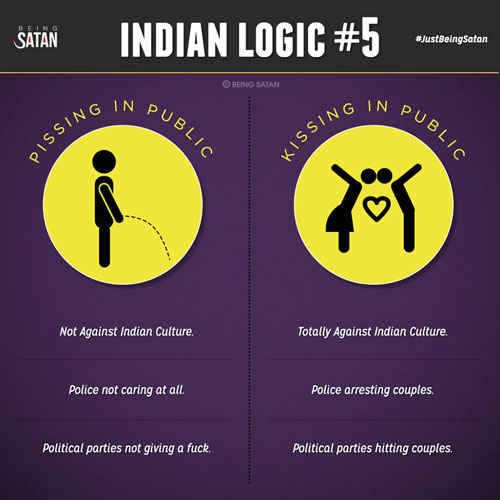 BEING
SATAN
INDIAN LOGIC #5
#JustBeingSatan
© BEING SATAN
PISSING IN PUBLIC
KISSING IN PUBLIC
Not Against Indian Culture.
Totally Against Indian Culture.
Police not caring at all.
Police arresting couples.
Political parties not giving a fuck.
Political parties hitting couples.